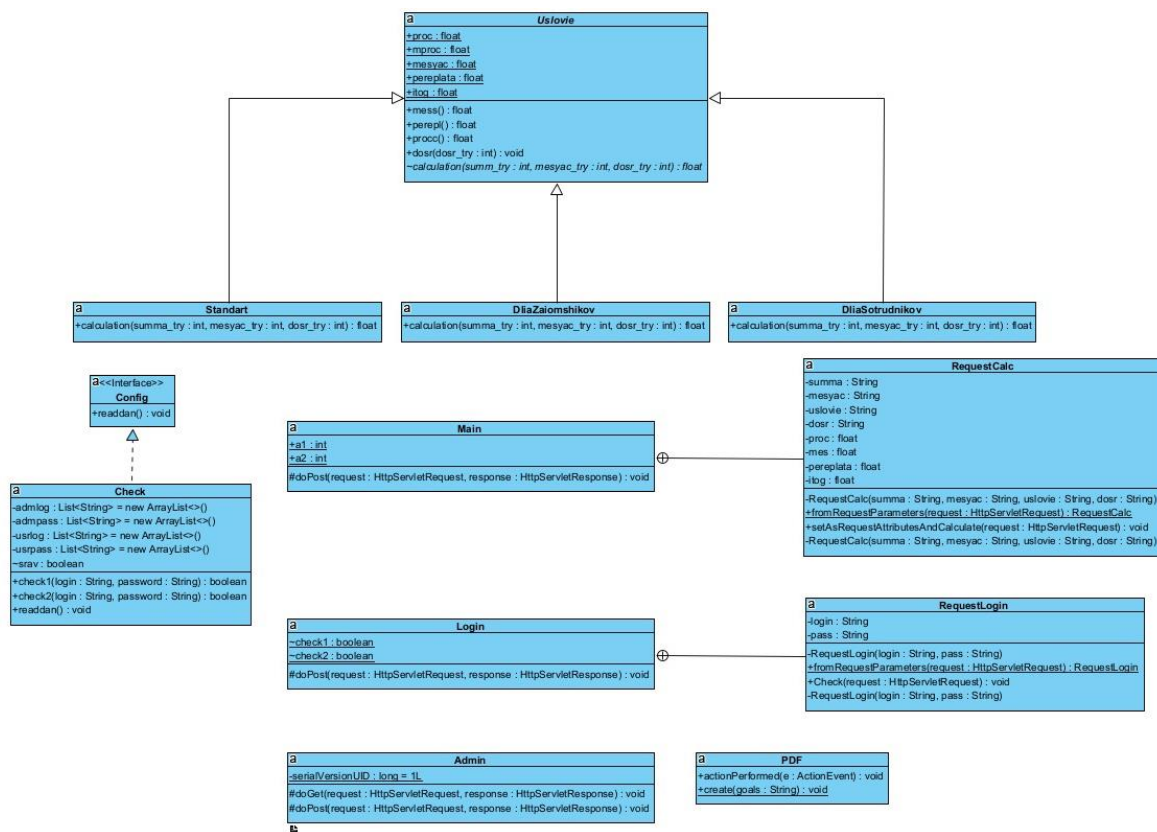 a
Uslovie
+proc : float
+mproc : float
+mesyac : float
+pereplata : float
+itog : float
+mess() : float
+perepl() : float
+procc() : float
+dosr(dosr_try : int) : void
~calculation(summ_try : int, mesyac_try : int, dosr_try : int) : float
a
Standart
+calculation(summa_try : int, mesyac_try : int, dosr_try : int) : float
a
DliaZaiomshikov
+calculation(summa_try : int, mesyac_try : int, dosr_try : int) : float
a
DliaSotrudnikov
+calculation(summa_try : int, mesyac_try : int, dosr_try : int) : float
a
<<Interface>>
Config
+readdan() : void
a
Check
-admlog : List<String> = new ArrayList<>()
-admpass : List<String> = new ArrayList<>()
-usrlog : List<String> = new ArrayList<>()
-usrpass : List<String> = new ArrayList<>()
~srav : boolean
+check1(login : String, password : String) : boolean
+check2(login : String, password : String) : boolean
+readdan() : void
a
Main
+a1 : int
+a2 : int
#doPost(request : HttpServletRequest, response : HttpServletResponse) : void
a
RequestCalc
-summa : String
-mesyac : String
-uslovie : String
-dosr : String
-proc : float
-mes : float
-pereplata : float
-itog : float
-RequestCalc(summa : String, mesyac : String, uslovie : String, dosr : String)
+fromRequestParameters(request : HttpServletRequest) : RequestCalc
+setAsRequestAttributesAndCalculate(request : HttpServletRequest) : void
-RequestCalc(summa : String, mesyac : String, uslovie : String, dosr : String)
a
Login
~check1 : boolean
~check2 : boolean
#doPost(request : HttpServletRequest, response : HttpServletResponse) : void
a
RequestLogin
-login : String
-pass : String
-RequestLogin(login : String, pass : String)
+fromRequestParameters(request : HttpServletRequest) : RequestLogin
+Check(request : HttpServletRequest) : void
-RequestLogin(login : String, pass : String)
a
Admin
-serialVersionUID : long = 1L
#doGet(request : HttpServletRequest, response : HttpServletResponse) : void
#doPost(request : HttpServletRequest, response : HttpServletResponse) : void
a
PDF
+actionPerformed(e : ActionEvent) : void
+create(goals : String) : void